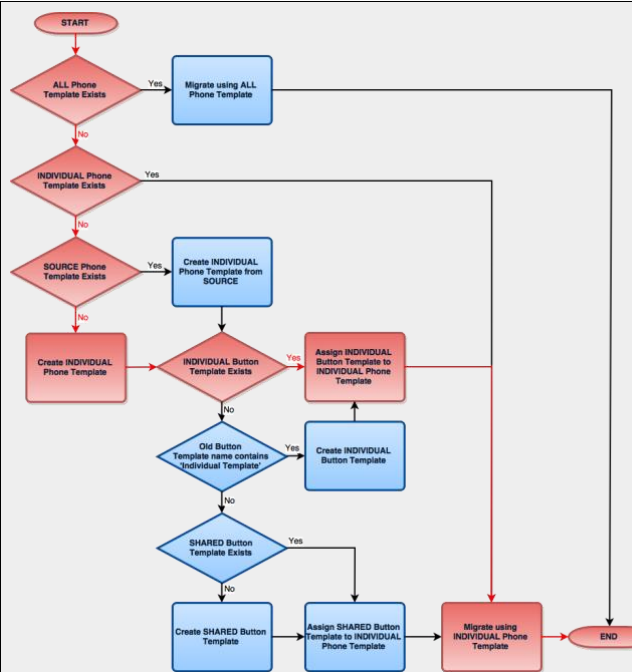 START
ALL Phone
Template Exists
Yes
Migrate using ALL
Phone Template
No
INDIVIDUAL Phone
Template Exists
Yes
No
SOURCE Phone
Template Exists
Yes
Create INDIVIDUAL
Phone Template from
SOURCE
No
Create INDIVIDUAL
Phone Template
INDIVIDUAL Button
Template Exists
Yes
Assign INDIVIDUAL
Button Template to
INDIVIDUAL Phone
Template
No
Old Button
Template name contains
'Individual Template'
Yes
Create INDIVIDUAL
Button Template
No
SHARED Button
Template Exists
Yes
No
Create SHARED Button
Template
Assign SHARED Button
Template to INDIVIDUAL
Phone Template
Migrate using
INDIVIDUAL Phone
Template
END